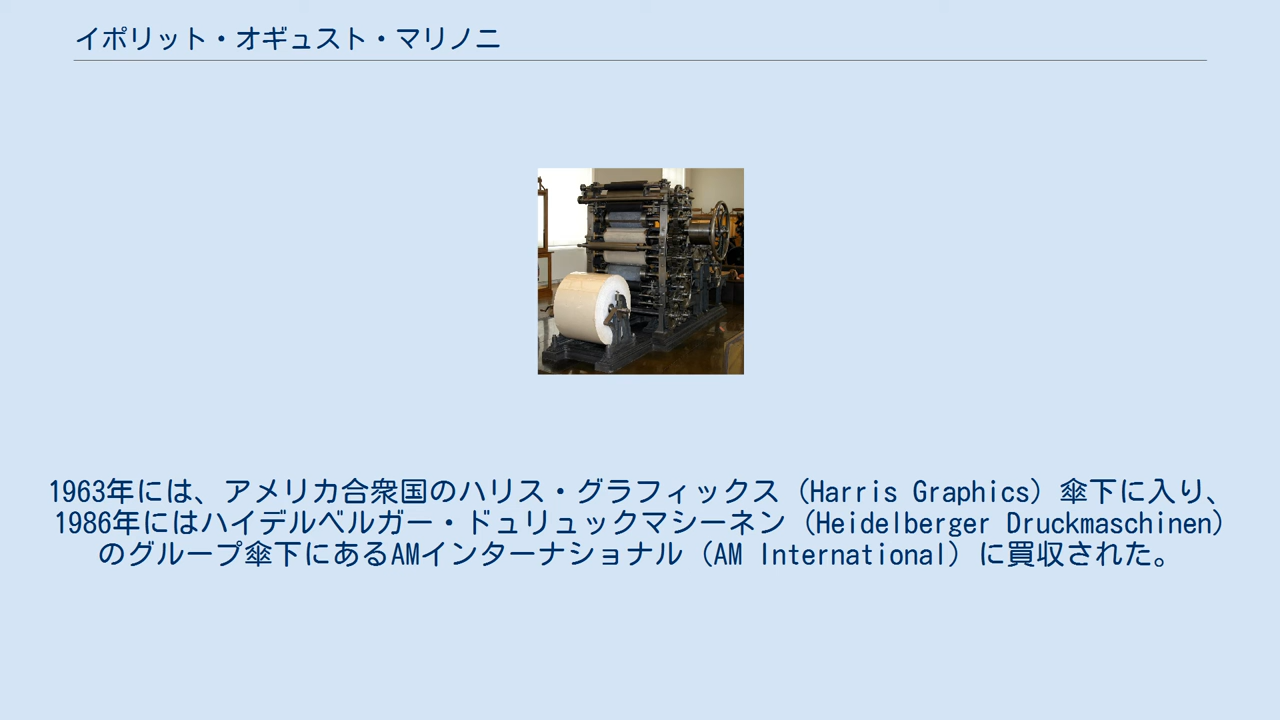 イポリット・オギュスト・マリノニ
1963年には、アメリカ合衆国のハリス・グラフィックス（Harris Graphics）傘下に入り、
1986年にはハイデルベルガー・ドュリュックマシーネン（Heidelberger Druckmaschinen）
のグループ傘下にあるAMインターナショナル（AM International）に買収された。